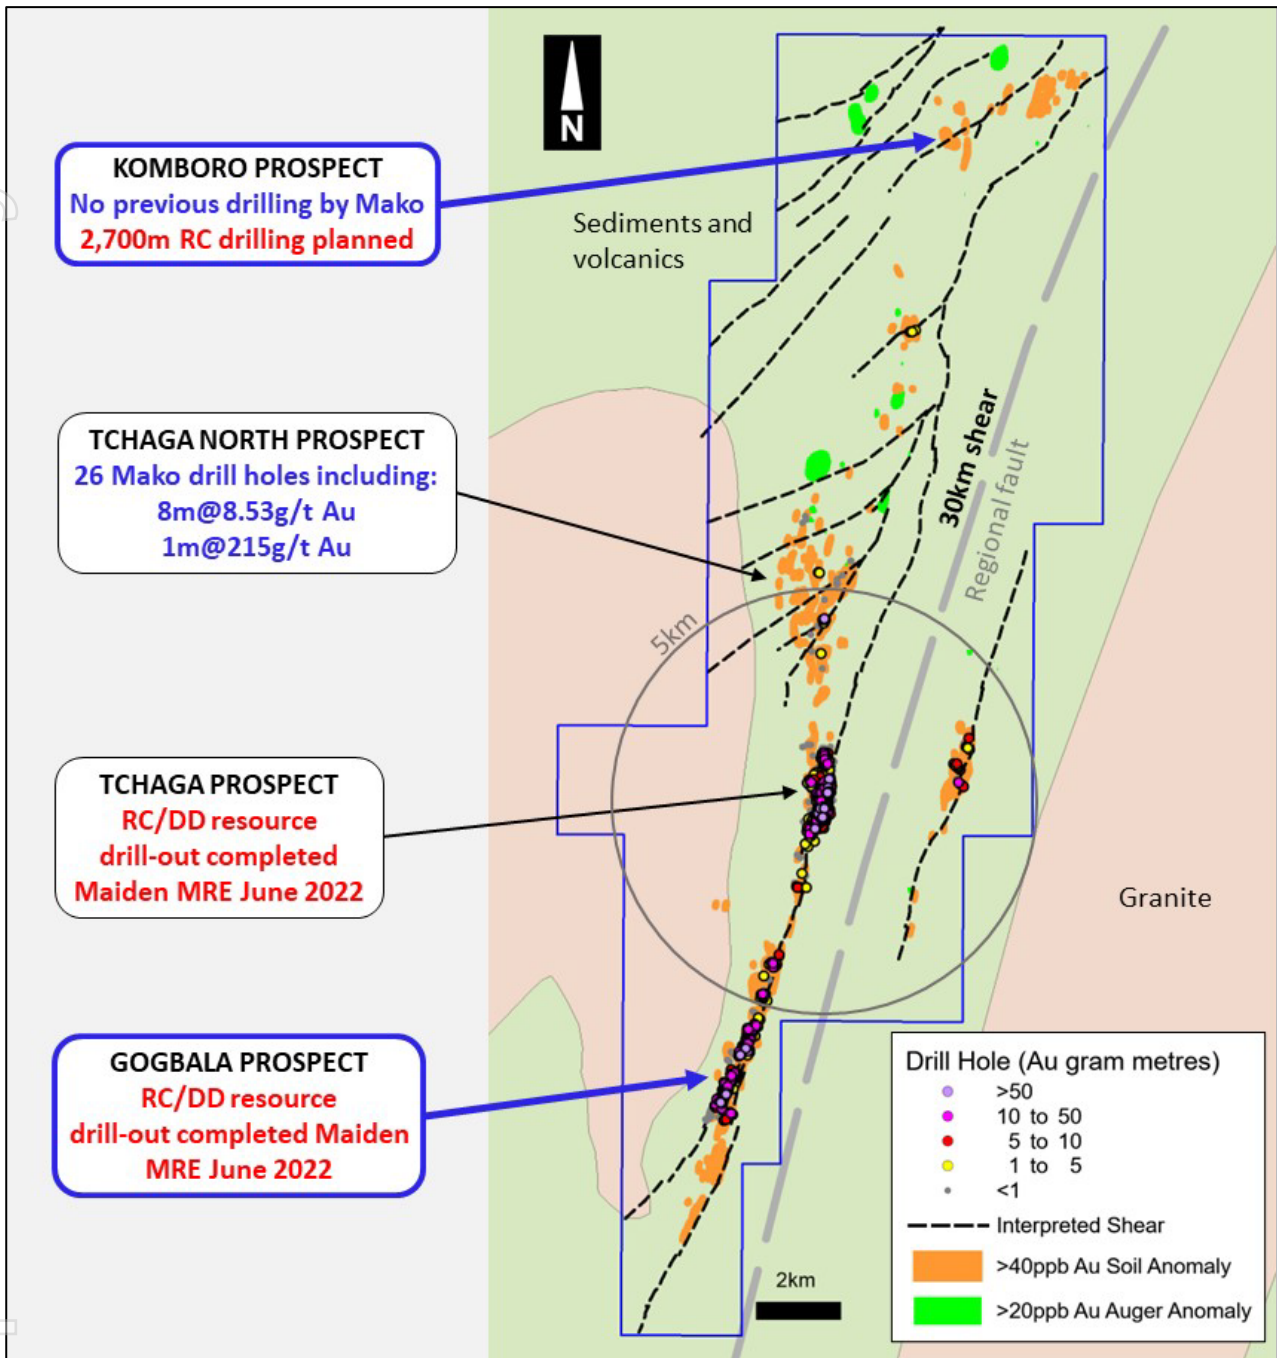 N
KOMBORO PROSPECT
No previous drilling by Mako
2,700m RC drilling planned
Sediments and
volcanics
TCHAGA NORTH PROSPECT
26 Mako drill holes including:
8m@8.53g/t Au
1m@215g/t Au
30km shear
Regional fault
5km
TCHAGA PROSPECT
RC/DD resource
drill-out completed
Maiden MRE June 2022
Granite
GOGBALA PROSPECT
RC/DD resource
drill-out completed Maiden
MRE June 2022
Drill Hole (Au gram metres)
>50
10 to 50
5 to 10
1 to 5
<1
Interpreted Shear
>40ppb Au Soil Anomaly
>20ppb Au Auger Anomaly
2km